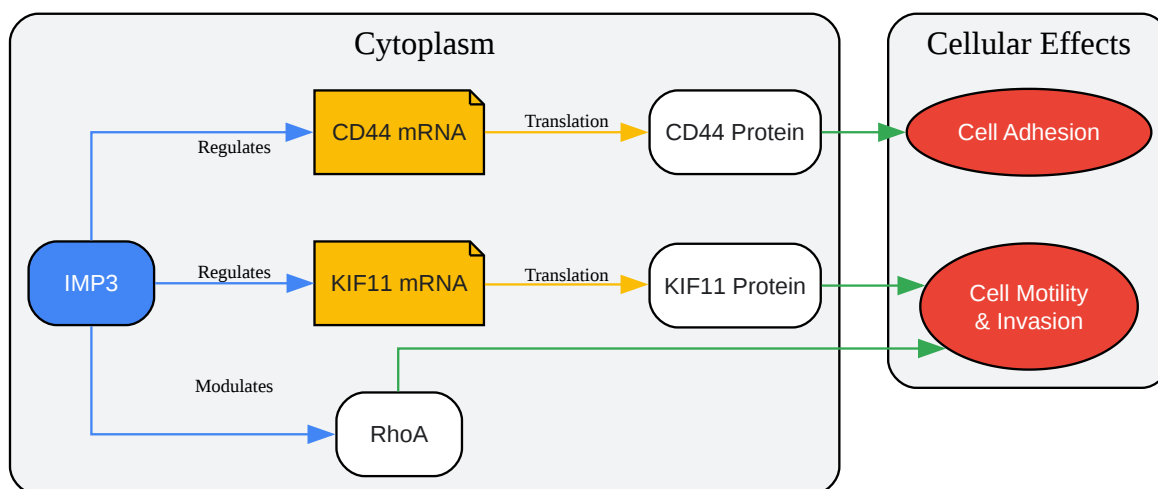 Cytoplasm
Cellular Effects
CD44 mRNA
Translation
CD44 Protein
Cell Adhesion
Regulates
IMP3
Regulates
KIF11 mRNA
Translation
KIF11 Protein
Cell Motility
& Invasion
Modulates
RhoA